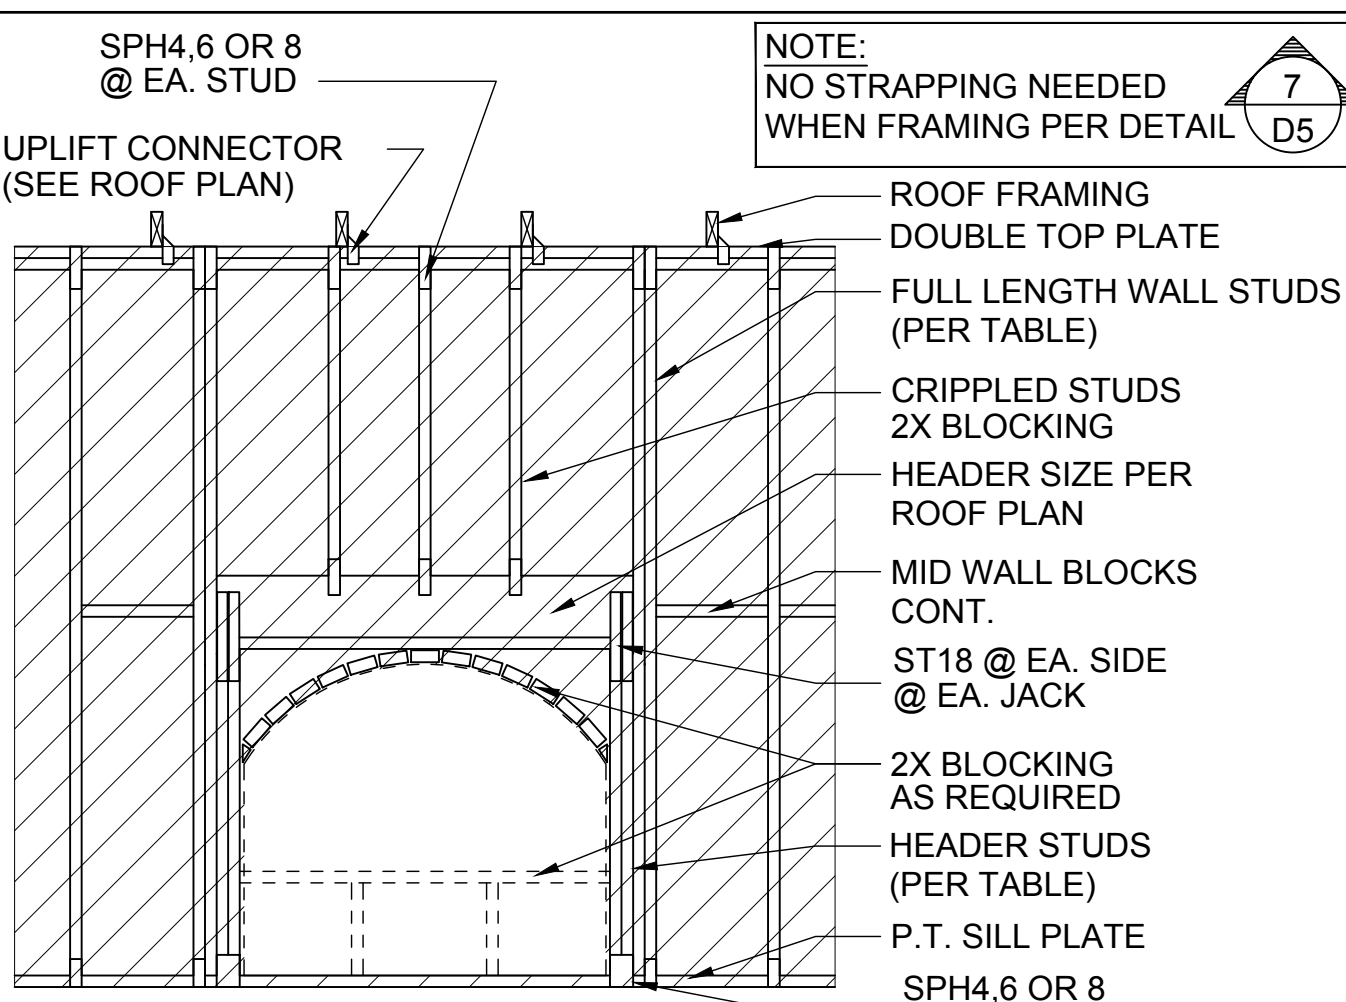 SPH4,6 OR 8
@ EA. STUD
UPLIFT CONNECTOR
(SEE ROOF PLAN)
NOTE:
NO STRAPPING NEEDED
WHEN FRAMING PER DETAIL
7
D5
ROOF FRAMING
DOUBLE TOP PLATE
FULL LENGTH WALL STUDS
(PER TABLE)
CRIPPLED STUDS
2X BLOCKING
HEADER SIZE PER
ROOF PLAN
MID WALL BLOCKS
CONT.
ST18 @ EA. SIDE
@ EA. JACK
2X BLOCKING
AS REQUIRED
HEADER STUDS
(PER TABLE)
P.T. SILL PLATE
SPH4,6 OR 8